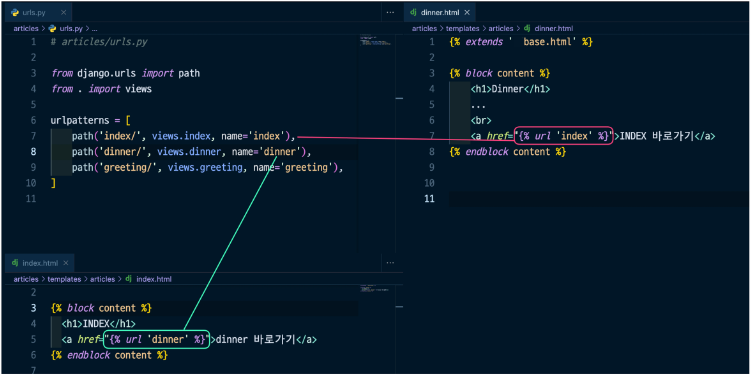 urls.py ×
articles > urls.py > ...
1 # articles/urls.py
2
3 from django.urls import path
4 from . import views
5
6 urlpatterns = [
7 path('index/', views.index, name='index'),
8 path('dinner/', views.dinner, name='dinner'),
9 path('greeting/', views.greeting, name='greeting'),
10 ]
11
index.html ×
articles > templates > articles > dj index.html
2
3 {% block content %}
4 <h1>INDEX</h1>
5 <a href="{% url 'dinner' %}">dinner 바로가기</a>
6 {% endblock content %}
7
dj dinner.html ×
articles > templates > articles > dj dinner.html
1 {% extends ' base.html' %}
2
3 {% block content %}
4 <h1>Dinner</h1>
5 ...
6 <br>
7 <a href="{% url 'index' %}">INDEX 바로가기</a>
8 {% endblock content %}
9
10
11